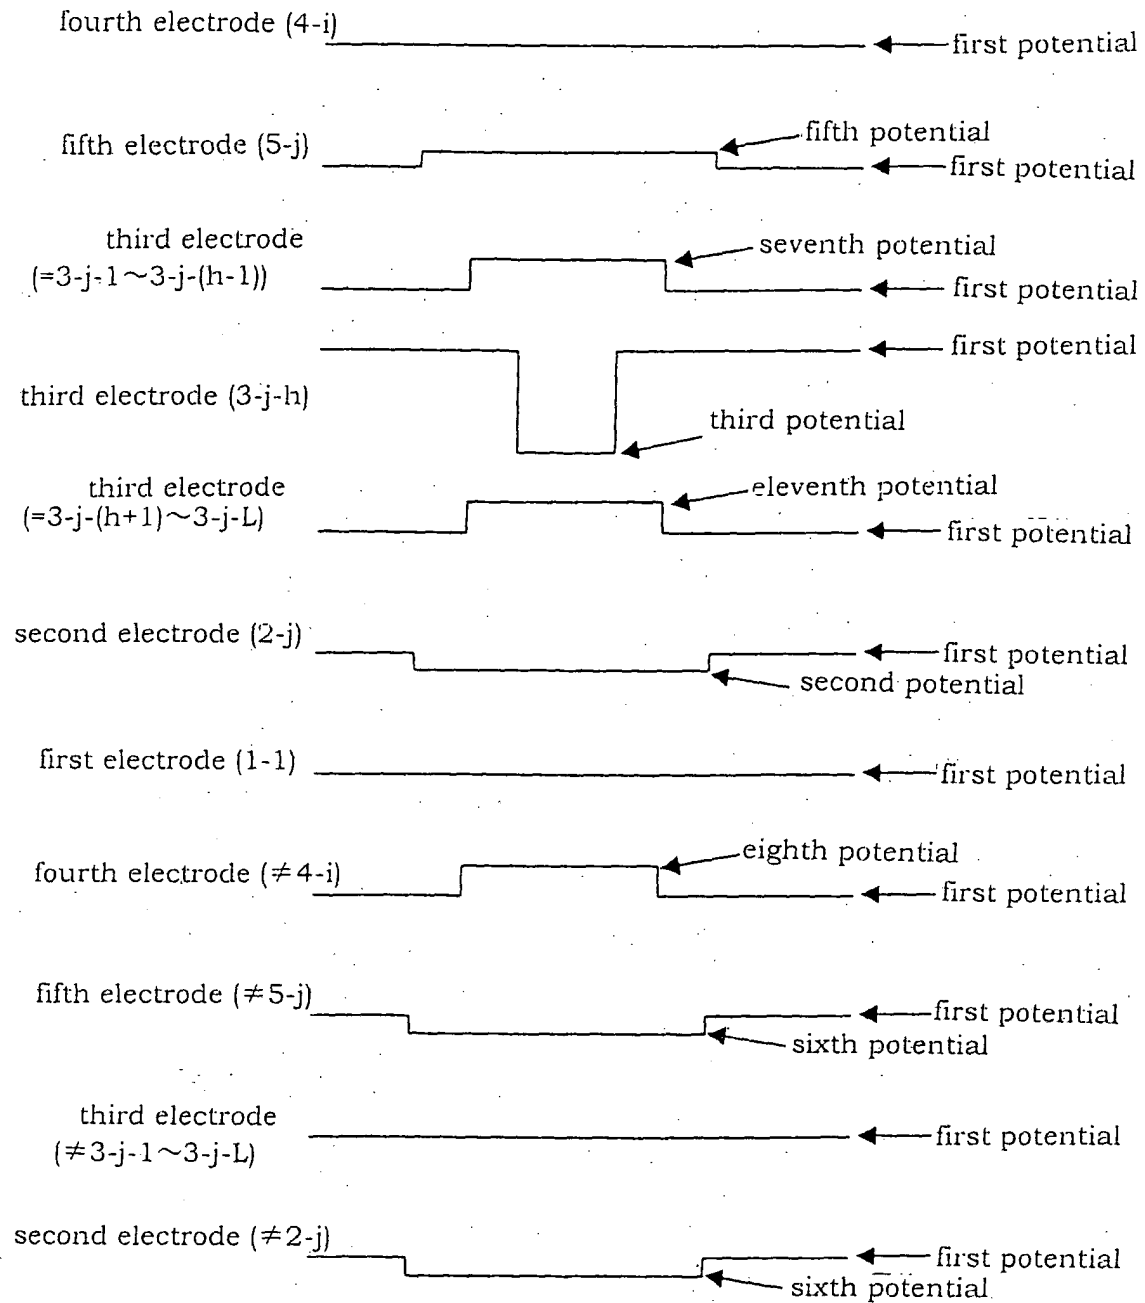 fourth electrode (4-i)
first potential
fifth electrode (5-j)
fifth potential
first potential
third electrode
(=3-j-1~3-j-(h-1))
seventh potential
first potential
first potential
third electrode (3-j-h)
third potential
third electrode
(=3-j-(h+1)~3-j-L)
eleventh potential
first potential
second electrode (2-j)
first potential
second potential
first electrode (1-1)
first potential
fourth electrode (≠4-i)
eighth potential
first potential
fifth electrode (≠5-j)
first potential
sixth potential
third electrode
(≠3-j-1~3-j-L)
first potential
second electrode (≠2-j)
first potential
sixth potential